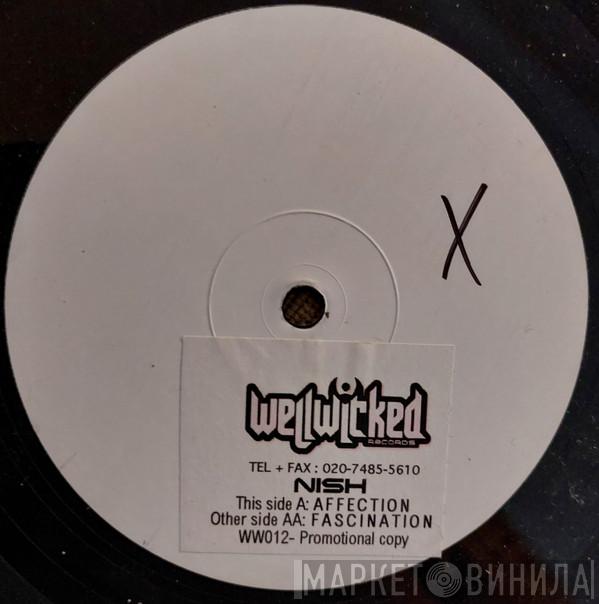 X
wellwicked
RECORDS
TEL + FAX : 020-7485-5610
NISH
This side A: AFFECTION
Other side AA: FASCINATION
WW012- Promotional copy
МАРКЕТ ВИНИЛА